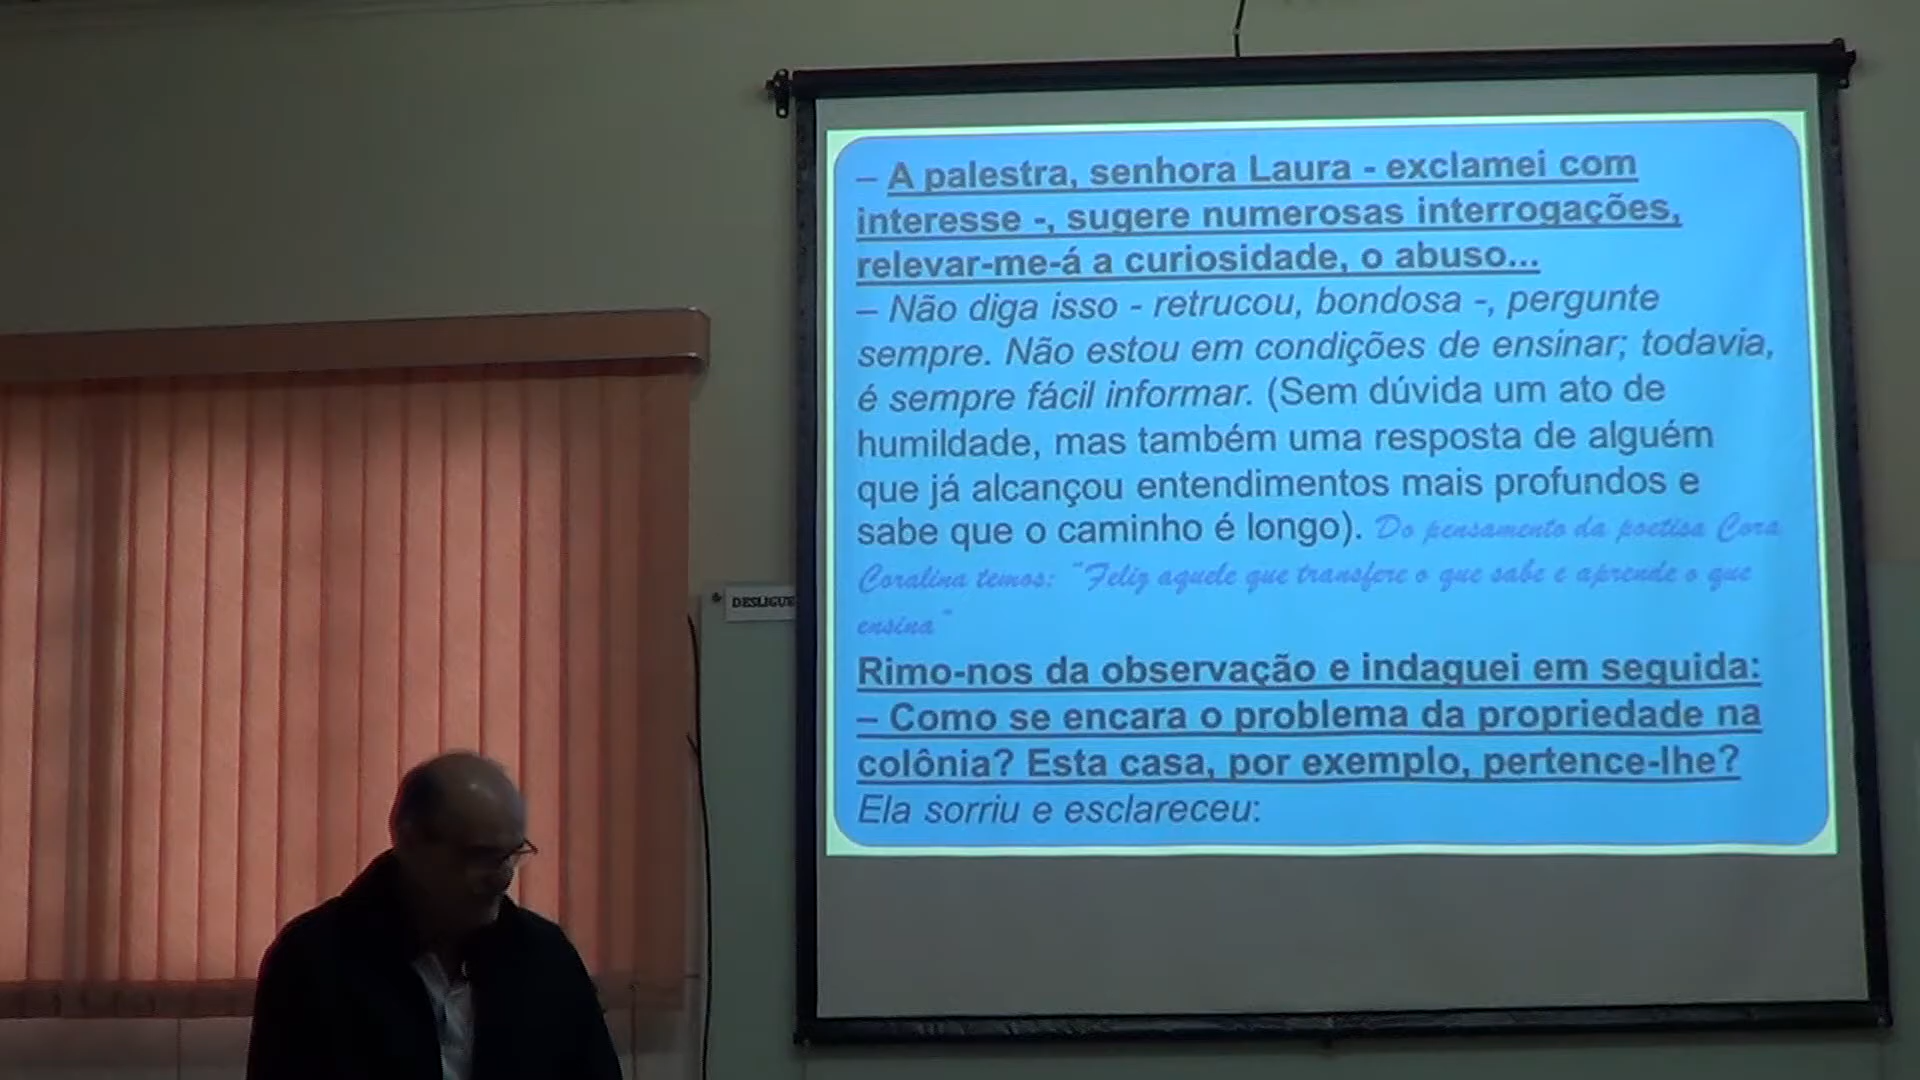 – A palestra, senhora Laura - exclamei com
interesse -, sugere numerosas interrogações,
relevar-me-á a curiosidade, o abuso...
– Não diga isso - retrucou, bondosa -, pergunte
sempre. Não estou em condições de ensinar; todavia,
é sempre fácil informar. (Sem dúvida um ato de
humildade, mas também uma resposta de alguém
que já alcançou entendimentos mais profundos e
sabe que o caminho é longo). Do pensamento da poetisa Cora
Coralina temos: "Feliz aquele que transfere o que sabe e aprende o que
ensina"
Rimo-nos da observação e indaguei em seguida:
– Como se encara o problema da propriedade na
colônia? Esta casa, por exemplo, pertence-lhe?
Ela sorriu e esclareceu:
DESLIGUE